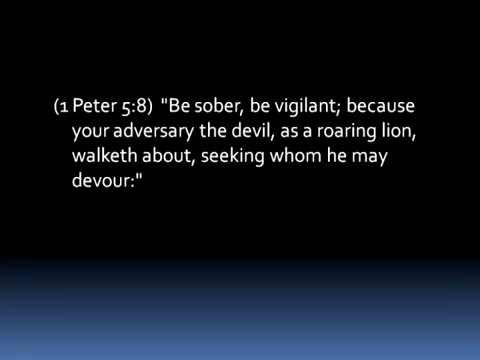 (1 Peter 5:8) "Be sober, be vigilant; because
your adversary the devil, as a roaring lion,
walketh about, seeking whom he may
devour:"